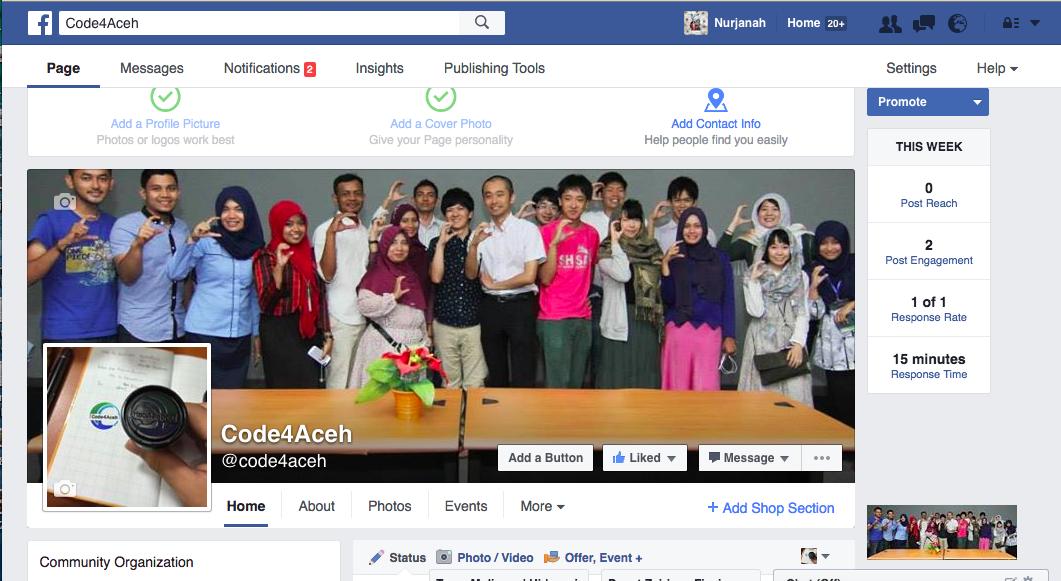 Code4Aceh
Nurjanah Home 20+
Page Messages Notifications 2 Insights Publishing Tools Settings Help
Add a Profile Picture
Photos or logos work best
Add a Cover Photo
Give your Page personality
Add Contact Info
Help people find you easily
Promote
THIS WEEK
0
Post Reach
2
Post Engagement
1 of 1
Response Rate
15 minutes
Response Time
SHSA
Code4Aceh
Code4Aceh
@code4aceh
Add a Button Liked Message
Home About Photos Events More + Add Shop Section
Community Organization
Status Photo / Video Offer, Event +